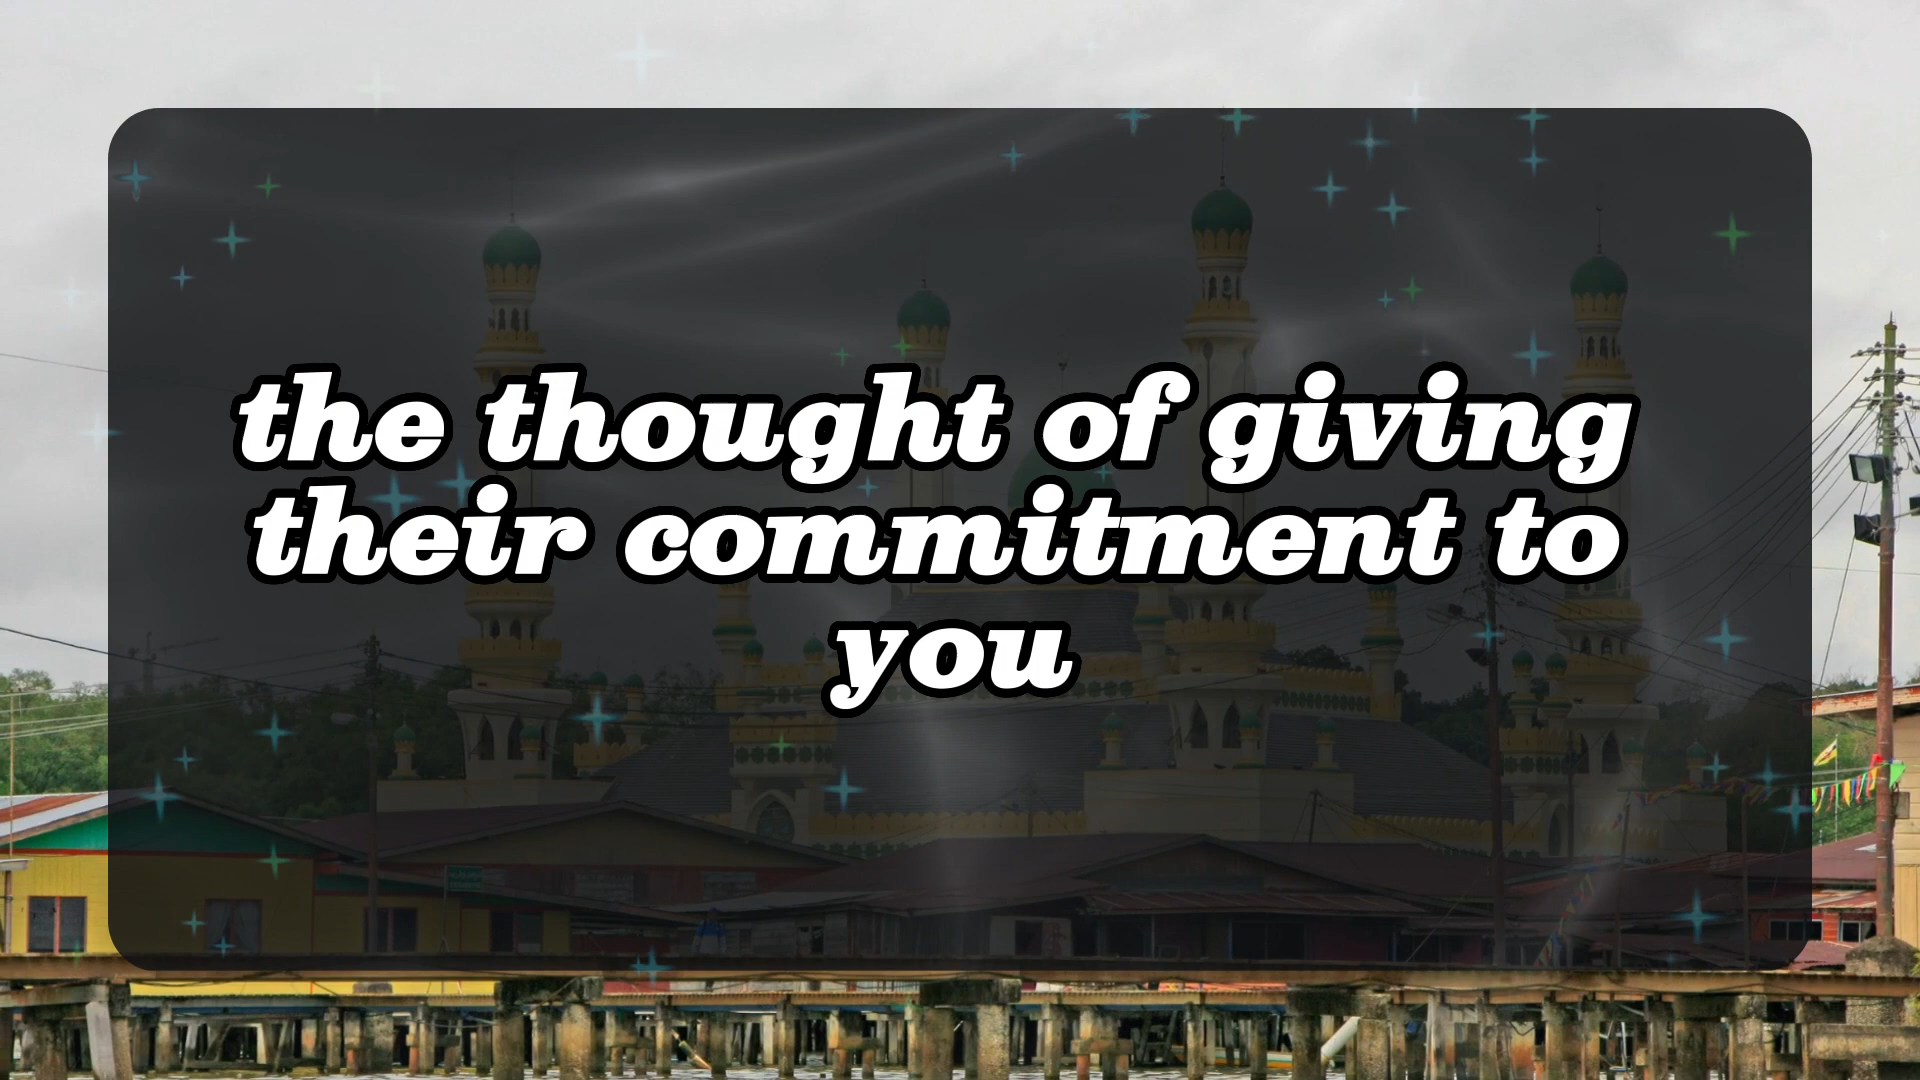 the thought of giving
their commitment to
you